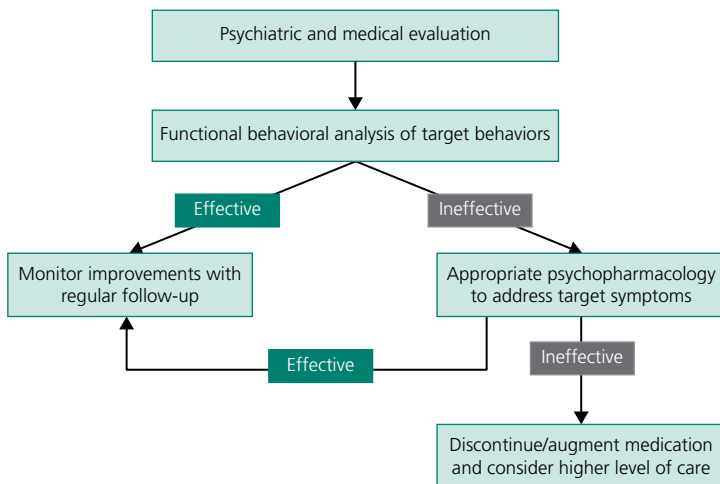 Psychiatric and medical evaluation
Functional behavioral analysis of target behaviors
Effective
Ineffective
Monitor improvements with
regular follow-up
Appropriate psychopharmacology
to address target symptoms
Effective
Ineffective
Discontinue/augment medication
and consider higher level of care